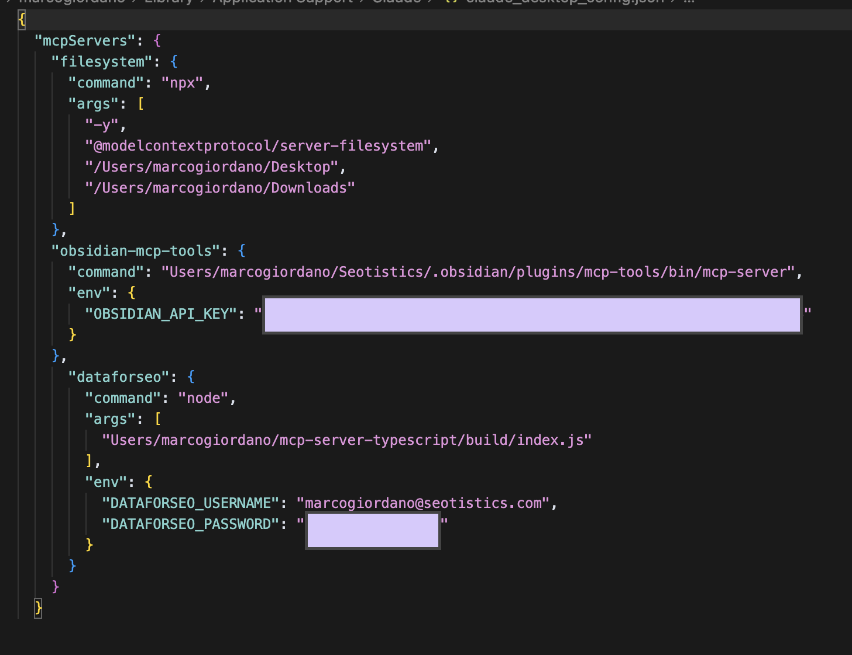 marcogiordano > Library > Application Support > Claude > {} claude_desktop_config.json > ...
{
"mcpServers": {
"filesystem": {
"command": "npx",
"args": [
"-y",
"@modelcontextprotocol/server-filesystem",
"/Users/marcogiordano/Desktop",
"/Users/marcogiordano/Downloads"
]
},
"obsidian-mcp-tools": {
"command": "Users/marcogiordano/Seotistics/.obsidian/plugins/mcp-tools/bin/mcp-server",
"env": {
"OBSIDIAN_API_KEY": " "
}
},
"dataforseo": {
"command": "node",
"args": [
"Users/marcogiordano/mcp-server-typescript/build/index.js"
],
"env": {
"DATAFORSEO_USERNAME": "marcogiordano@seotistics.com",
"DATAFORSEO_PASSWORD": " "
}
}
}
}